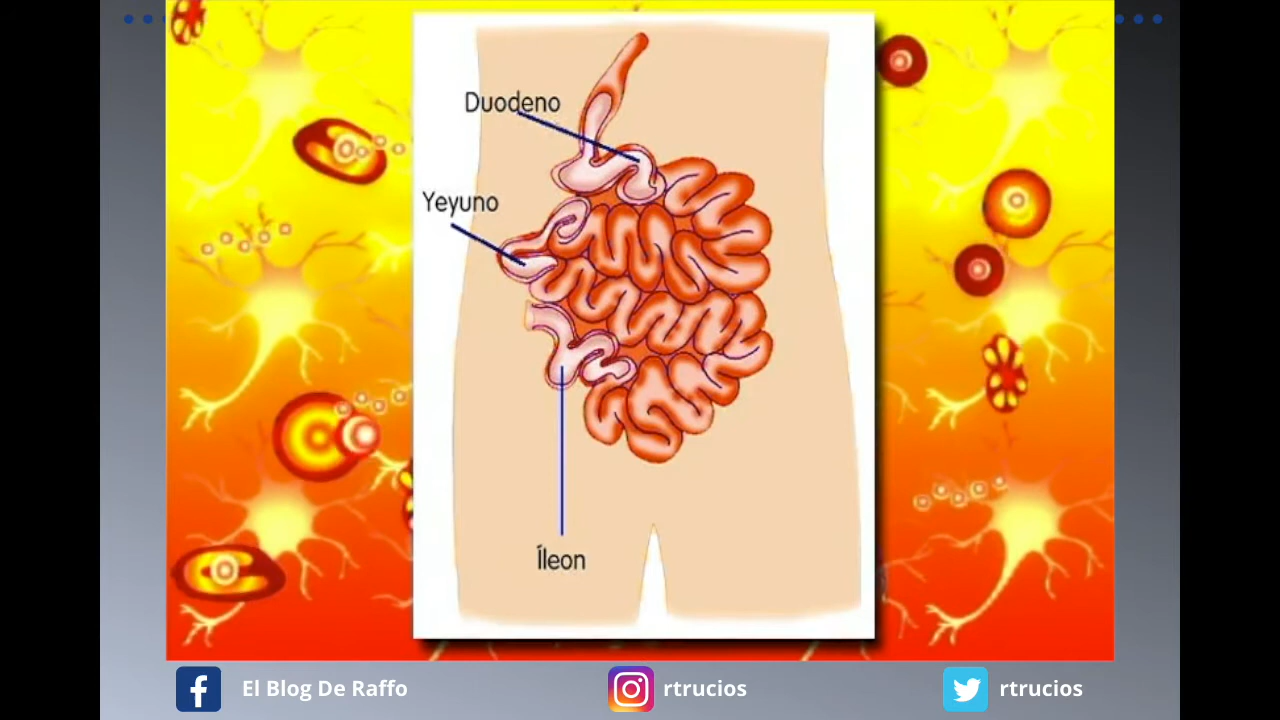 Duodeno
Yeyuno
Íleon
El Blog De Raffo
rtrucios
rtrucios